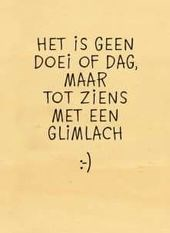 HET iS GEEN
DOEi OF DAG,
MAAR
TOT ZiENS
MET EEN
GLiMLACH
:-)